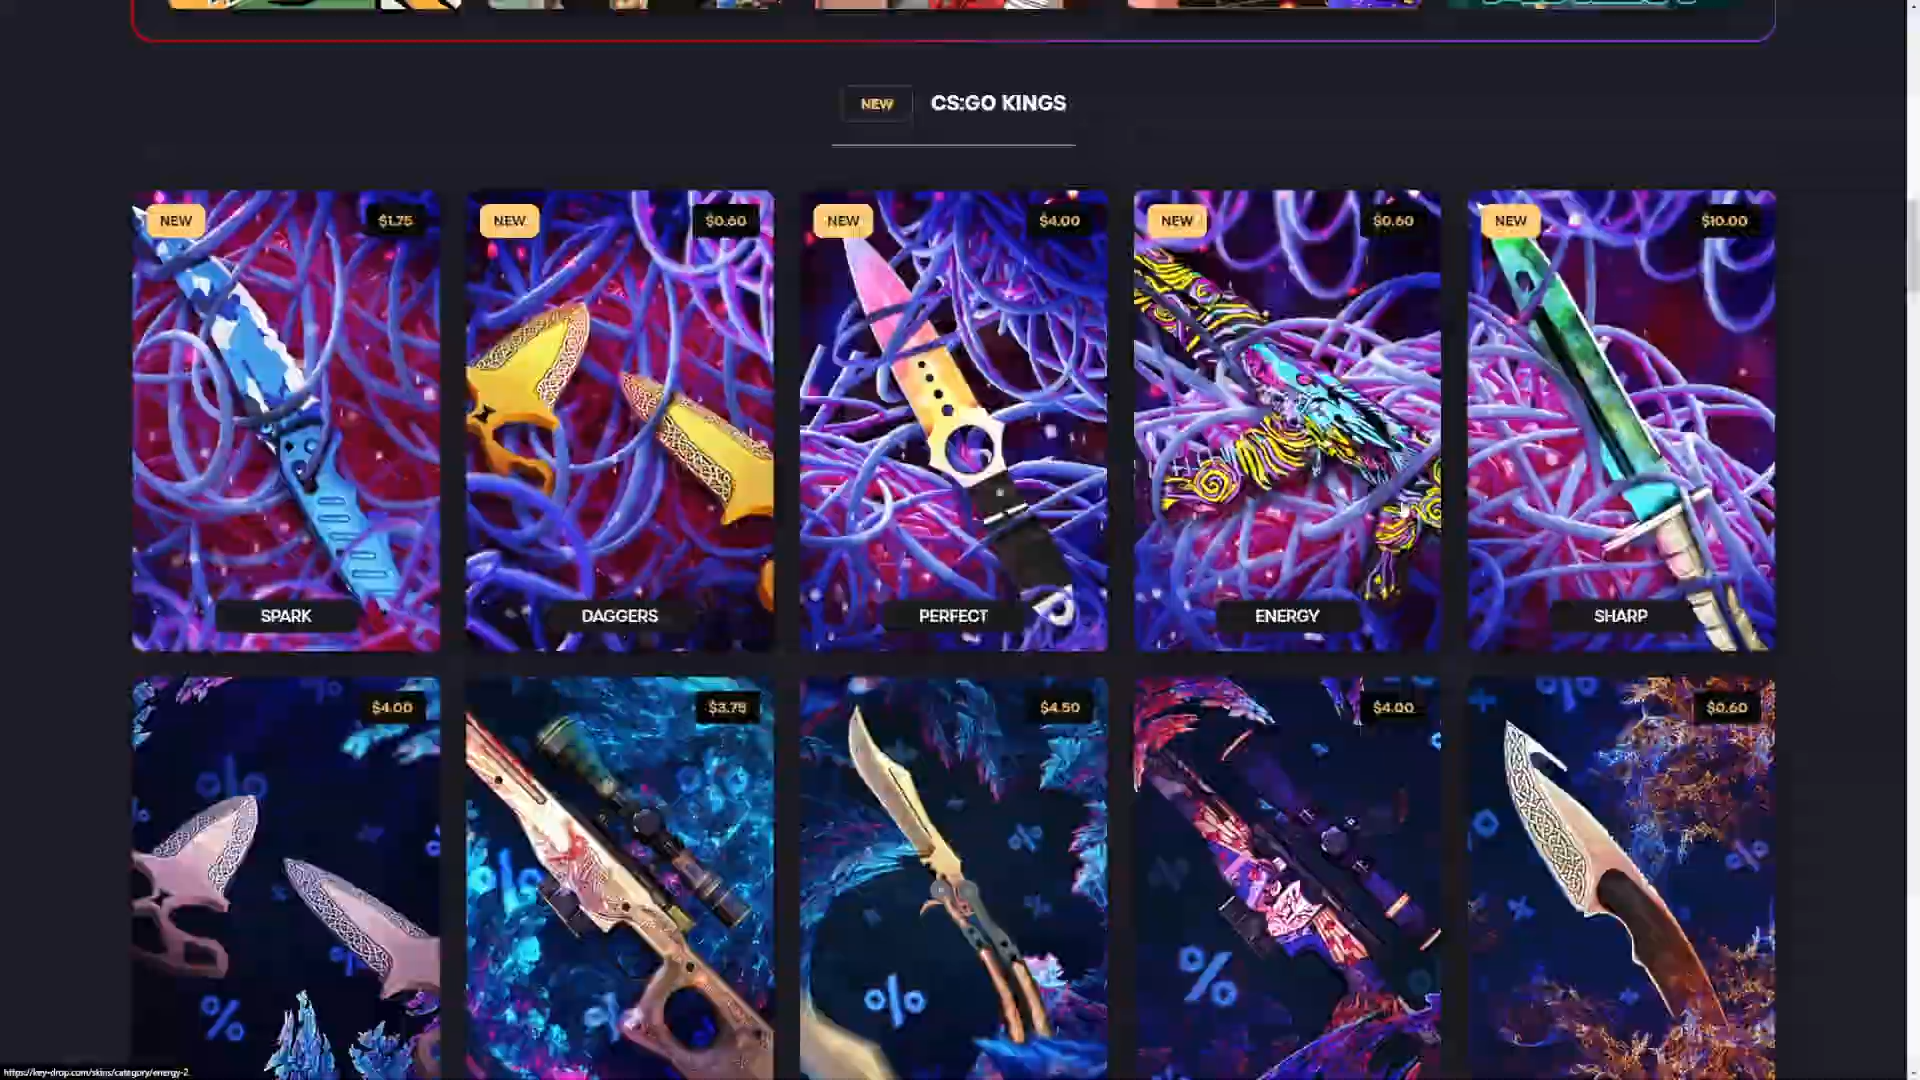 NEW CS:GO KINGS
NEW $1.75
NEW $0.60
NEW $4.00
NEW $0.60
NEW $10.00
SPARK
DAGGERS
PERFECT
ENERGY
SHARP
$4.00
$3.75
$4.50
$4.00
$0.60
https://key-drop.com/skins/category/energy-2